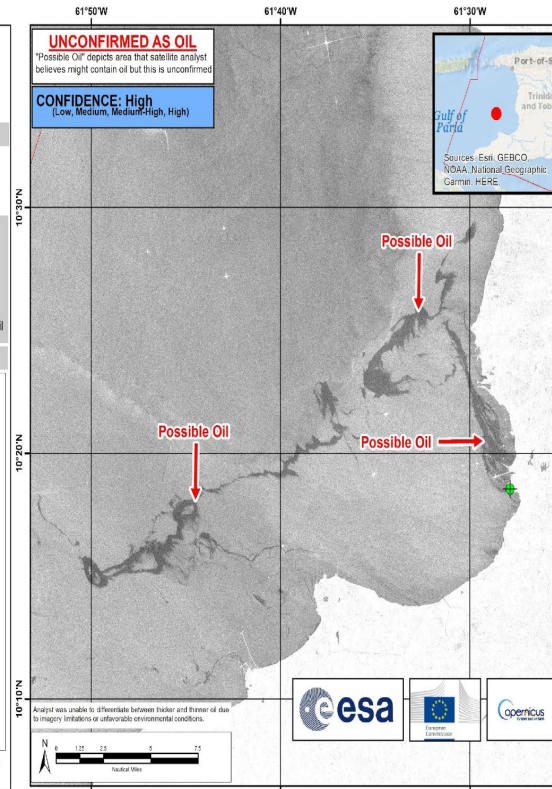 61°50'W 61°40'W 61°30'W
UNCONFIRMED AS OIL
"Possible Oil" depicts area that satellite analyst
believes might contain oil but this is unconfirmed
CONFIDENCE: High
(Low, Medium, Medium-High, High)
Port-of-S
Trinida
and Tob
Gulf of
Paria
Sources: Esri, GEBCO,
NOAA, National Geographic,
Garmin, HERE,
10°30'N
Possible Oil
Possible Oil
Possible Oil
10°20'N
10°10'N
il
Analyst was unable to differentiate between thicker and thinner oil due
to imagery limitations or unfavorable environmental conditions.
N
0 1.25 2.5 5 7.5
Nautical Miles
esa
European
Commission
opernicus